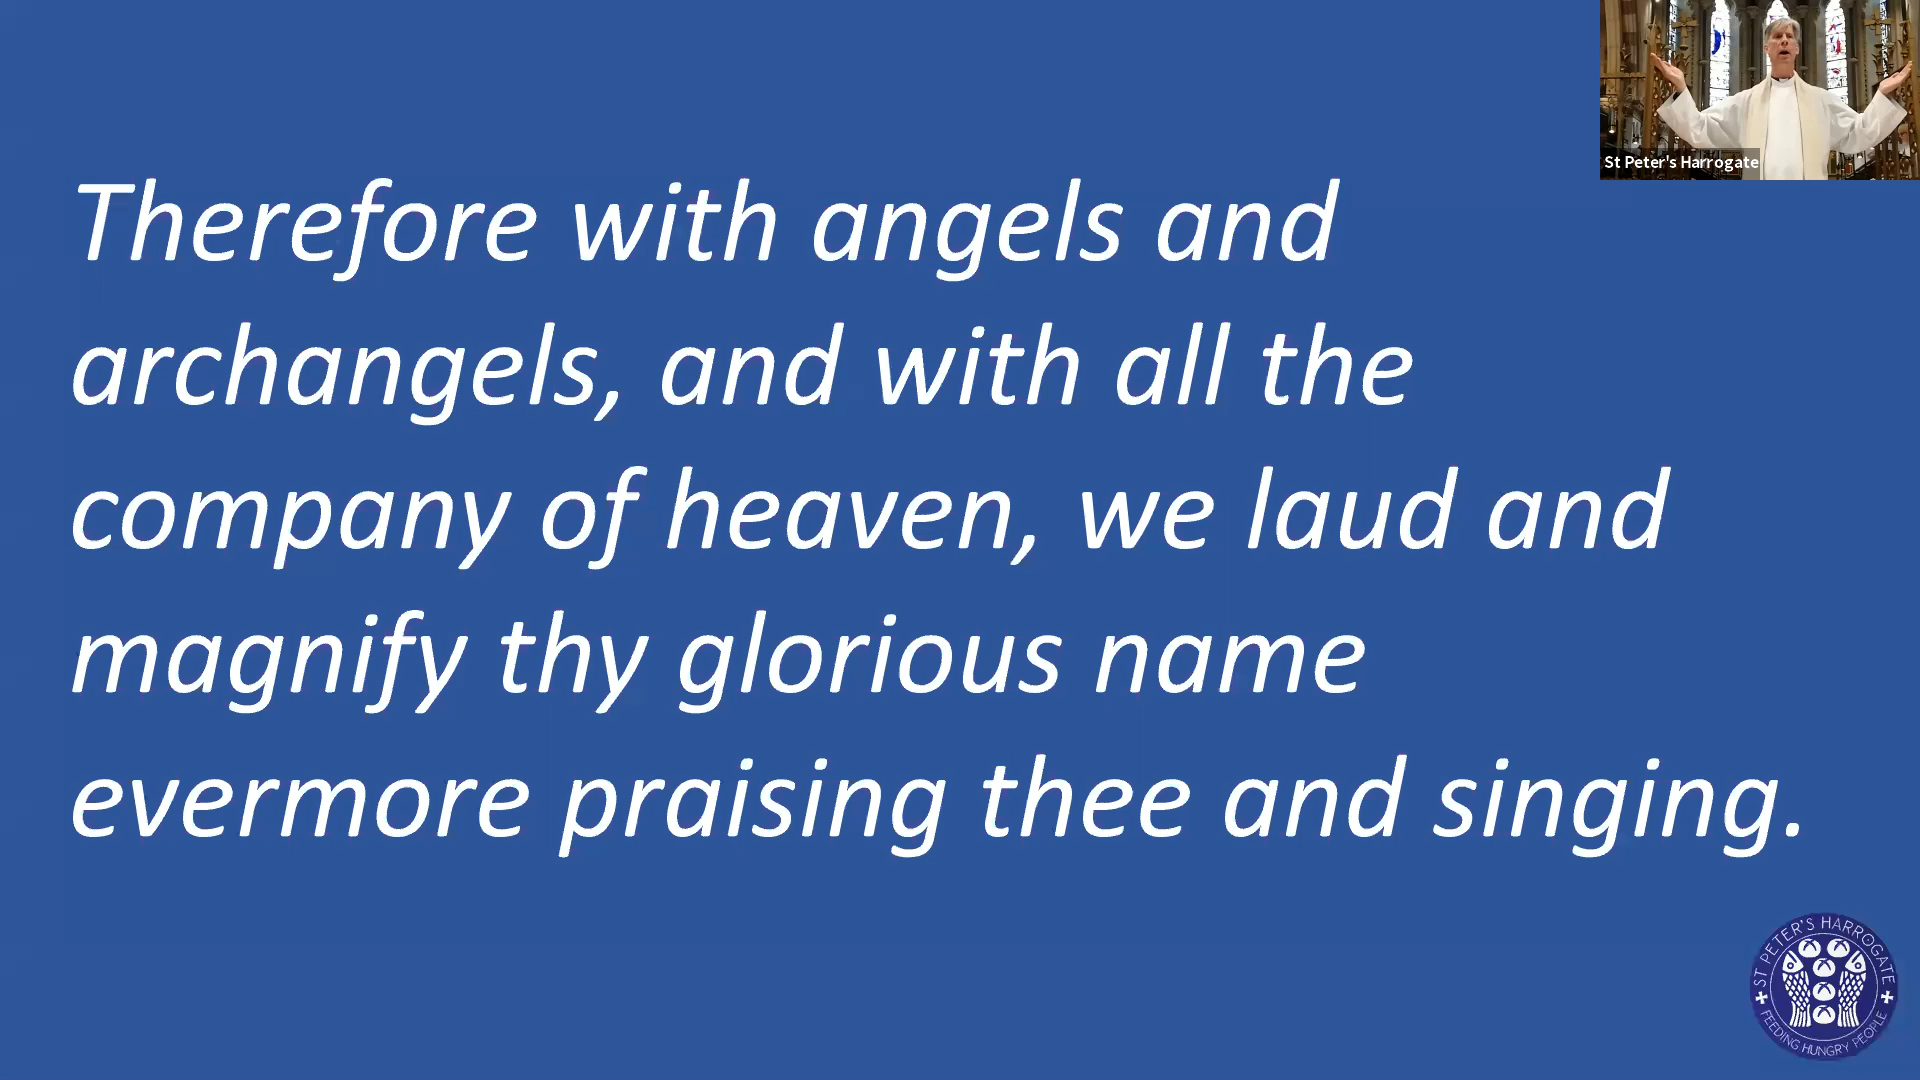 St Peter's Harrogate
Therefore with angels and
archangels, and with all the
company of heaven, we laud and
magnify thy glorious name
evermore praising thee and singing.
ST PETER'S HARROGATE
FEEDING HUNGRY PEOPLE